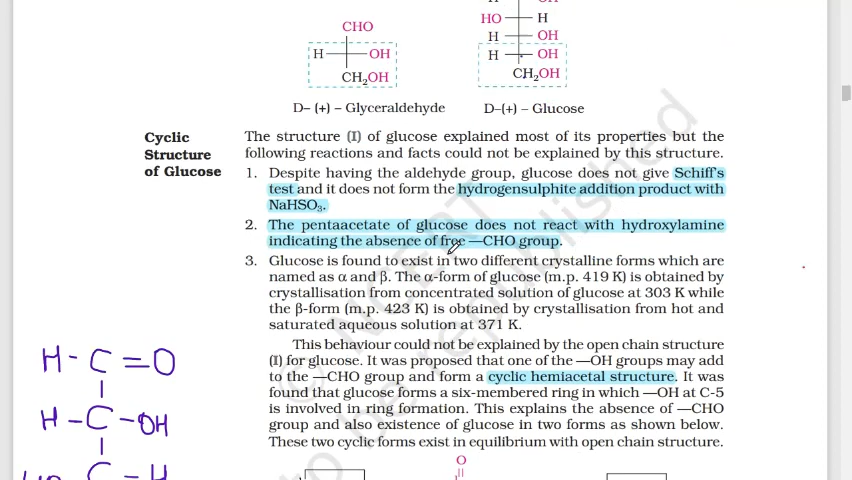 H OH
CHO
HO H
H OH
H OH
H OH
CH2OH
CH2OH
D– (+) – Glyceraldehyde
D–(+) – Glucose
Cyclic
Structure
of Glucose
The structure (I) of glucose explained most of its properties but the
following reactions and facts could not be explained by this structure.
1. Despite having the aldehyde group, glucose does not give Schiff's
test and it does not form the hydrogensulphite addition product with
NaHSO3.
2. The pentaacetate of glucose does not react with hydroxylamine
indicating the absence of free —CHO group.
3. Glucose is found to exist in two different crystalline forms which are
named as α and β. The α-form of glucose (m.p. 419 K) is obtained by
crystallisation from concentrated solution of glucose at 303 K while
the β-form (m.p. 423 K) is obtained by crystallisation from hot and
saturated aqueous solution at 371 K.
This behaviour could not be explained by the open chain structure
(I) for glucose. It was proposed that one of the —OH groups may add
to the —CHO group and form a cyclic hemiacetal structure. It was
found that glucose forms a six-membered ring in which —OH at C-5
is involved in ring formation. This explains the absence of —CHO
group and also existence of glucose in two forms as shown below.
These two cyclic forms exist in equilibrium with open chain structure.
H - C = O
H - C - OH
HO C - H
O
© NCERT
not to be republished